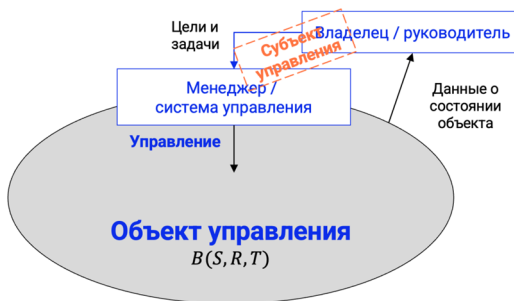 Цели и
задачи
Владелец / руководитель
Субъект
управления
Менеджер /
система управления
Данные о
состоянии
объекта
Управление
Объект управления
B(S, R, T)